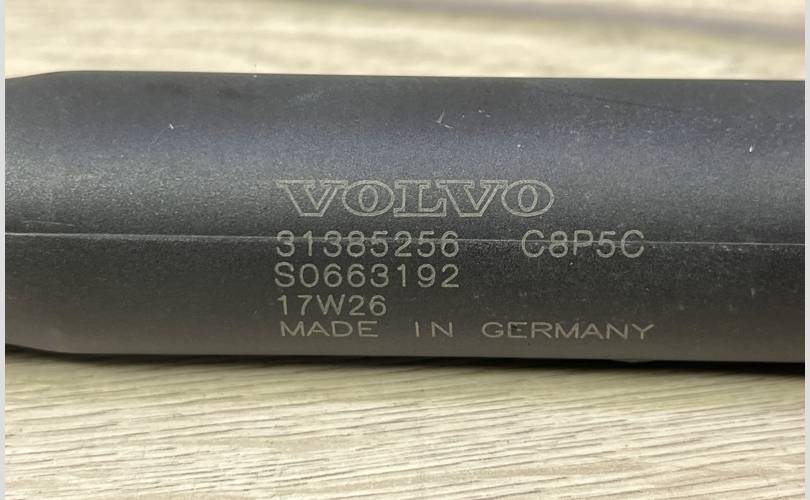 VOLVO
31385256 C8P5C
S0663192
17W26
MADE IN GERMANY